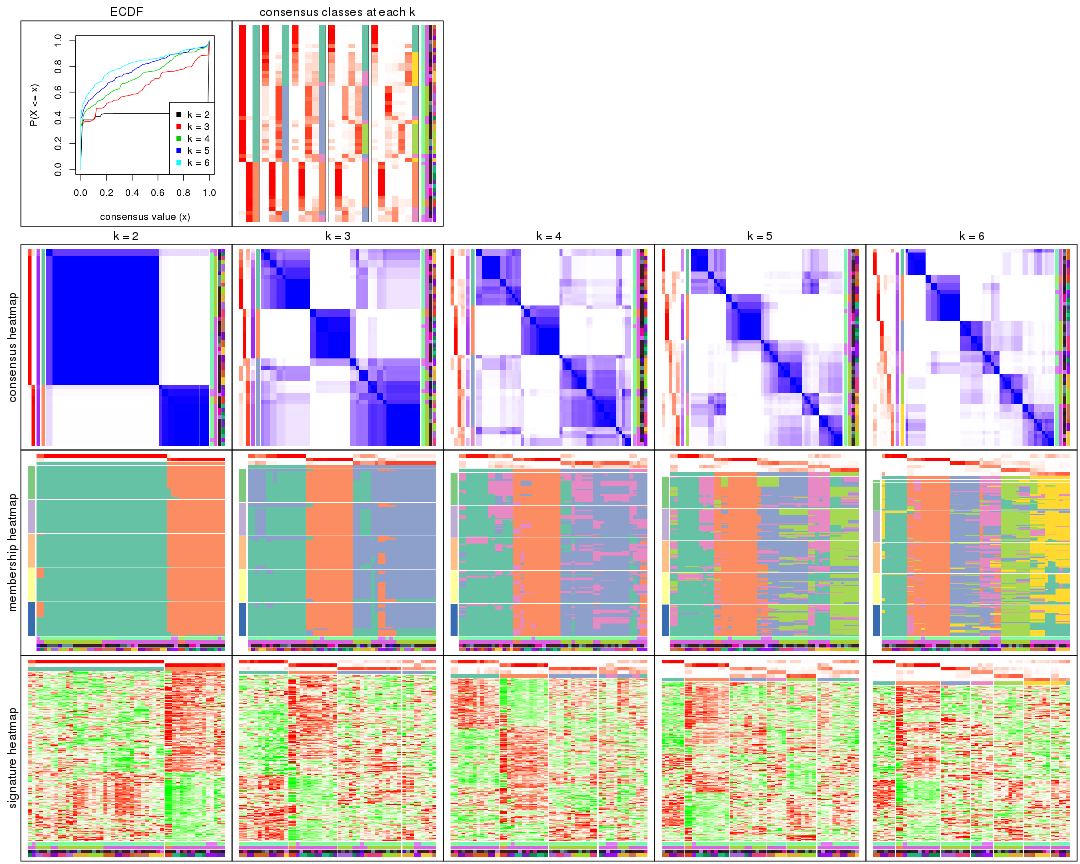 ECDF
consensus classes at each k
P(X <= x)
0.0
0.2
0.4
0.6
0.8
1.0
k = 2
k = 3
k = 4
k = 5
k = 6
0.0 0.2 0.4 0.6 0.8 1.0
consensus value (x)
k = 2
k = 3
k = 4
k = 5
k = 6
consensus heatmap
membership heatmap
signature heatmap